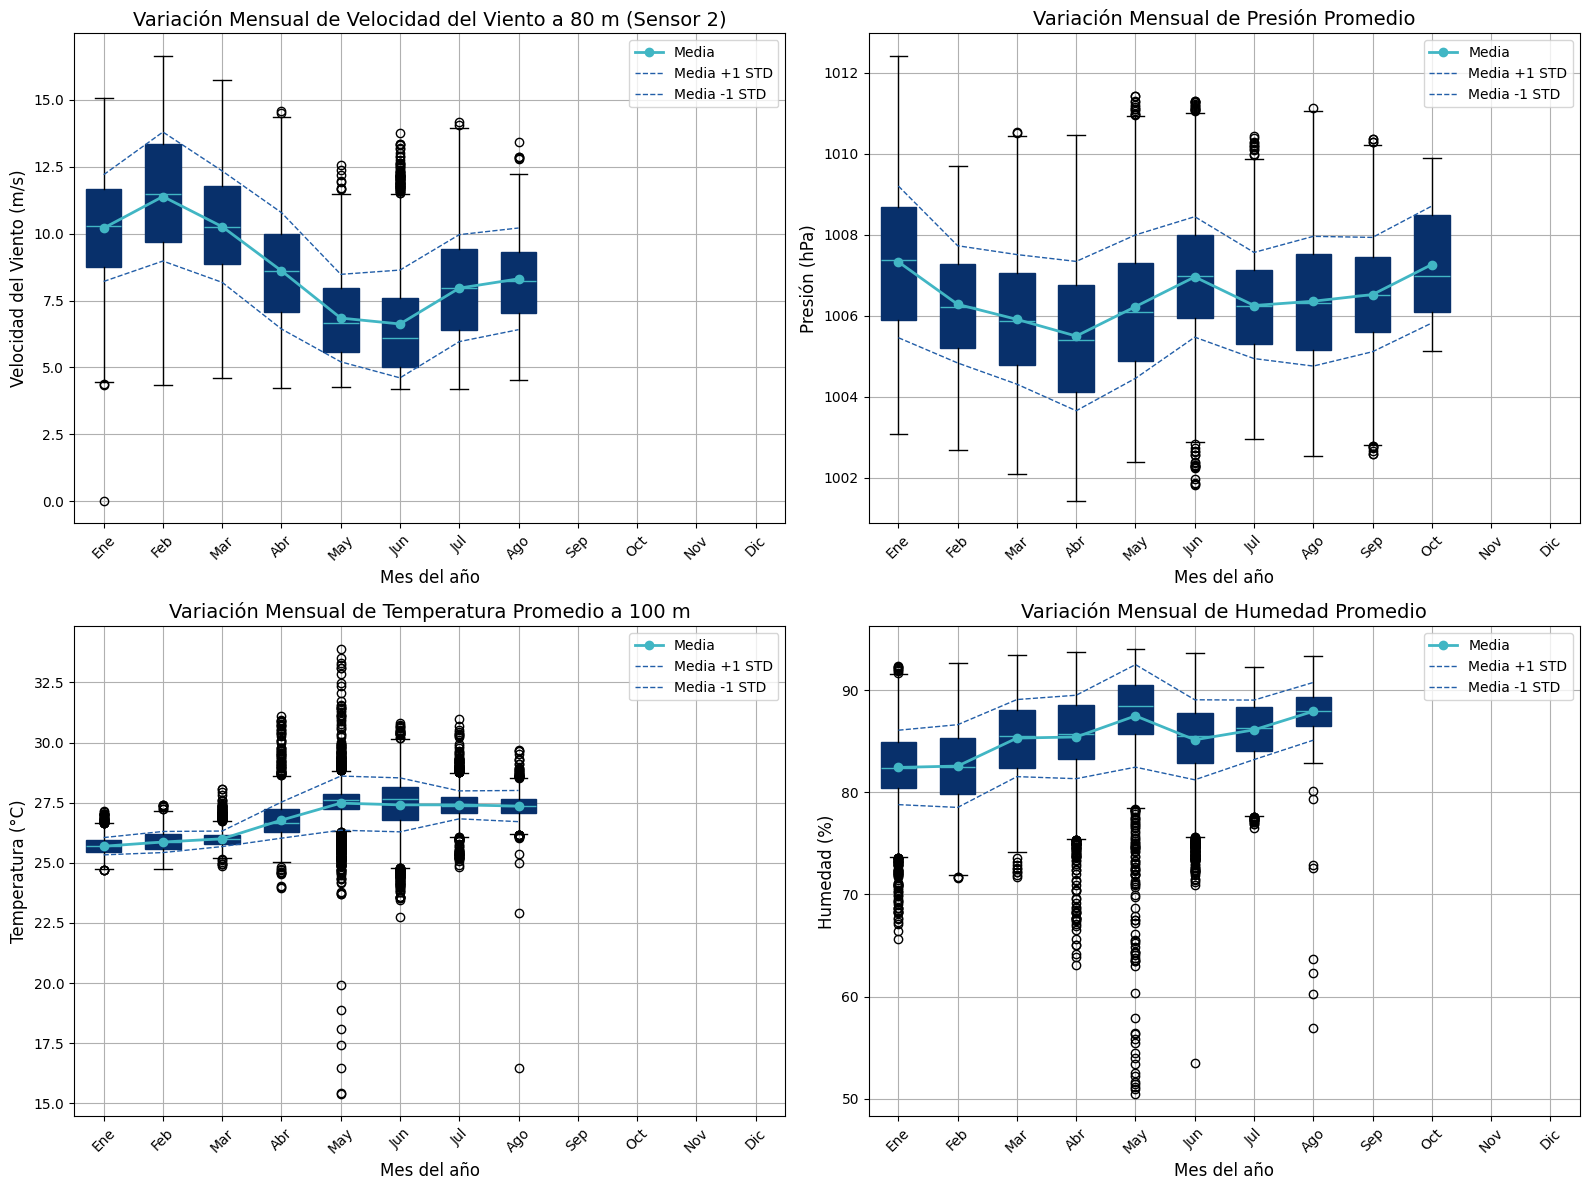 Variación Mensual de Velocidad del Viento a 80 m (Sensor 2)
Media
Media +1 STD
Media -1 STD
Velocidad del Viento (m/s)
15.0
12.5
10.0
7.5
5.0
2.5
0.0
Ene Feb Mar Abr May Jun Jul Ago Sep Oct Nov Dic
Mes del año
Variación Mensual de Presión Promedio
Media
Media +1 STD
Media -1 STD
Presión (hPa)
1012
1010
1008
1006
1004
1002
Ene Feb Mar Abr May Jun Jul Ago Sep Oct Nov Dic
Mes del año
Variación Mensual de Temperatura Promedio a 100 m
Media
Media +1 STD
Media -1 STD
Temperatura (°C)
32.5
30.0
27.5
25.0
22.5
20.0
17.5
15.0
Ene Feb Mar Abr May Jun Jul Ago Sep Oct Nov Dic
Mes del año
Variación Mensual de Humedad Promedio
Media
Media +1 STD
Media -1 STD
Humedad (%)
90
80
70
60
50
Ene Feb Mar Abr May Jun Jul Ago Sep Oct Nov Dic
Mes del año